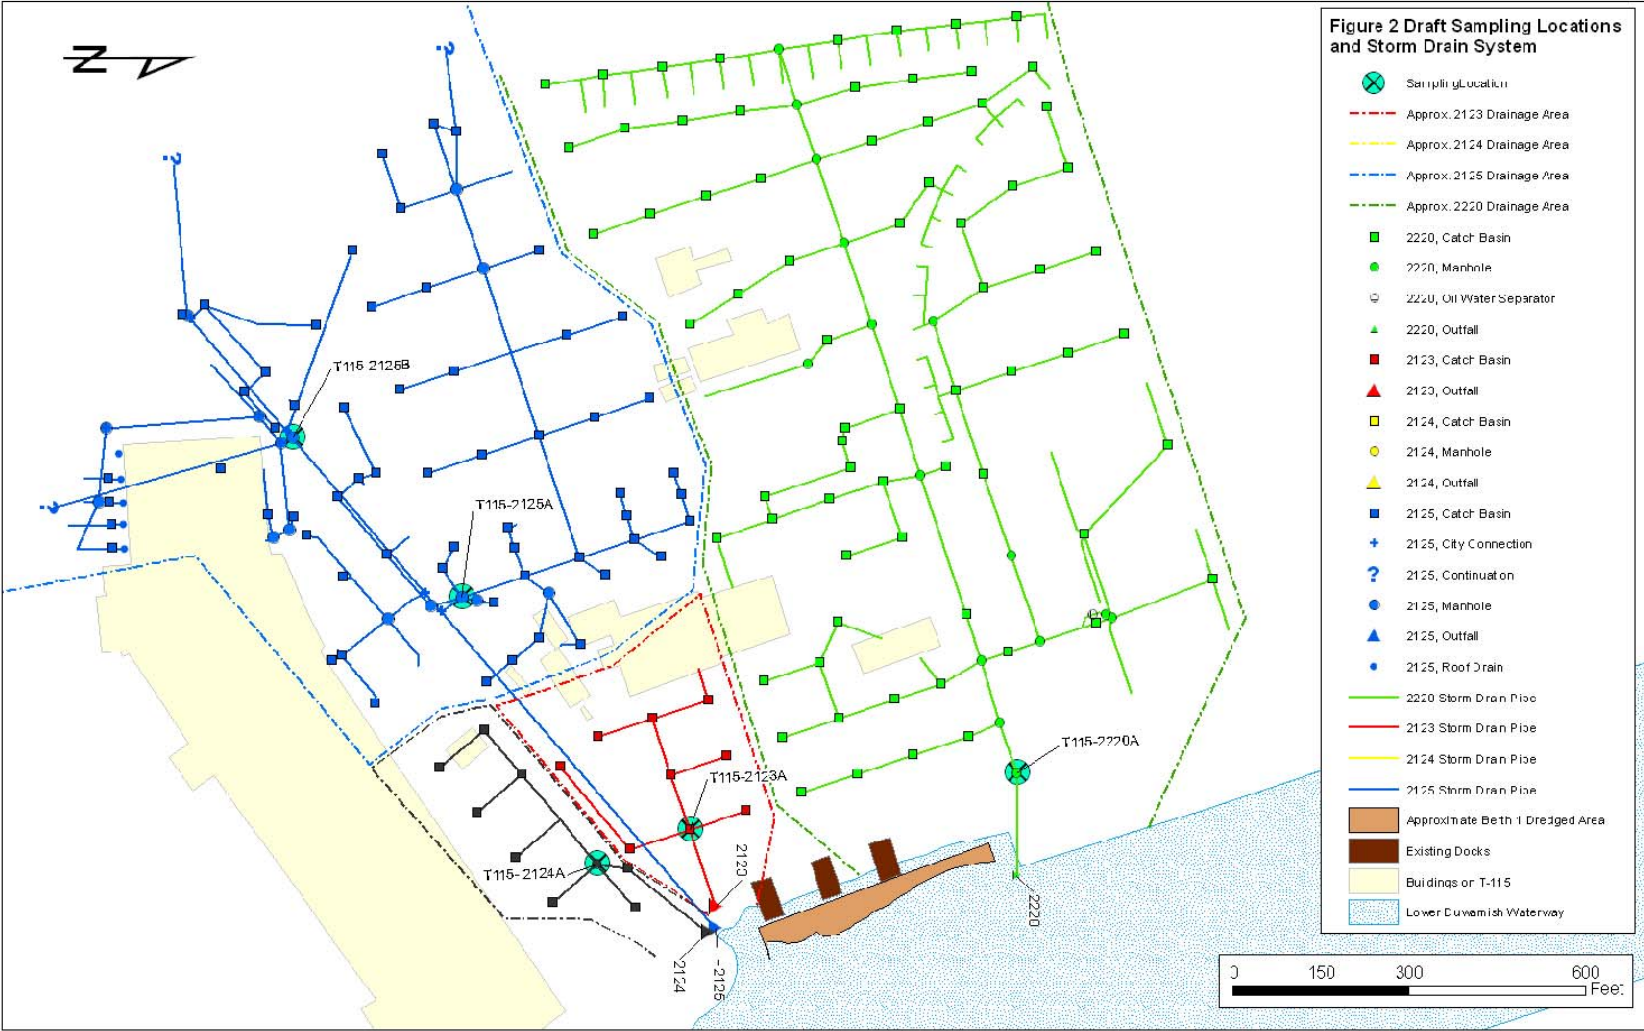 Figure 2 Draft Sampling Locations
and Storm Drain System
Sampling Location
Approx. 2123 Drainage Area
Approx. 2124 Drainage Area
Approx. 2125 Drainage Area
Approx. 2220 Drainage Area
2220, Catch Basin
2220, Manhole
2220, Oil Water Separator
2220, Outfall
2123, Catch Basin
2123, Outfall
2124, Catch Basin
2124, Manhole
2124, Outfall
2125, Catch Basin
2125, City Connection
? 2125, Continuation
2125, Manhole
2125, Outfall
2125, Roof Drain
2220 Storm Drain Pipe
2123 Storm Drain Pipe
2124 Storm Drain Pipe
2125 Storm Drain Pipe
Approximate Berth 1 Dredged Area
Existing Docks
Buildings on T-115
Lower Duwamish Waterway
0 150 300 600
Feet
N
?
?
?
T115-2125B
T115-2125A
T115-2220A
T115-2123A
T115-2124A
2123
2220
2124
2125